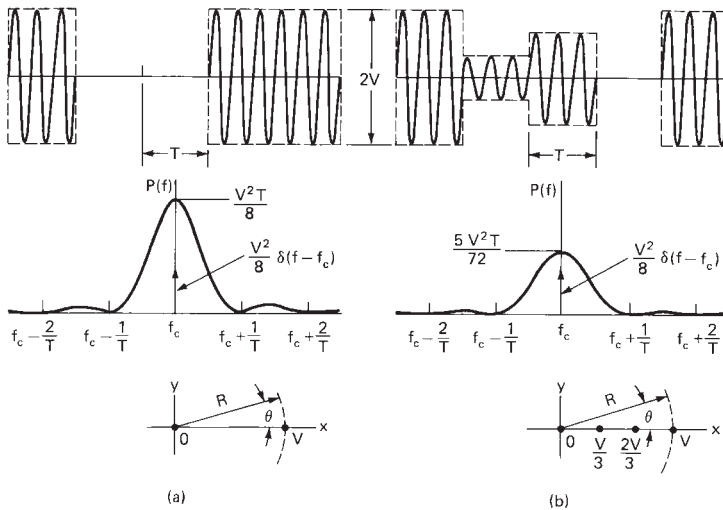 2V
T
T
P(f)
V²T/8
V²/8 δ(f–f_c)
f_c – 2/T
f_c – 1/T
f_c
f_c + 1/T
f_c + 2/T
P(f)
5 V²T/72
V²/8 δ(f–f_c)
f_c – 2/T
f_c – 1/T
f_c
f_c + 1/T
f_c + 2/T
y
R
θ
0
V
x
y
R
θ
0
V/3
2V/3
V
x
(a)
(b)